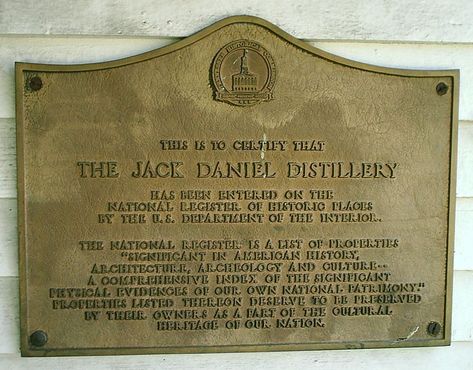 THIS IS TO CERTIFY THAT
THE JACK DANIEL DISTILLERY
HAS BEEN ENTERED ON THE
NATIONAL REGISTER OF HISTORIC PLACES
BY THE U.S. DEPARTMENT OF THE INTERIOR.
THE NATIONAL REGISTER IS A LIST OF PROPERTIES
"SIGNIFICANT IN AMERICAN HISTORY,
ARCHITECTURE, ARCHEOLOGY AND CULTURE--
A COMPREHENSIVE INDEX OF THE SIGNIFICANT
PHYSICAL EVIDENCES OF OUR OWN NATIONAL PATRIMONY."
PROPERTIES LISTED THEREON DESERVE TO BE PRESERVED
BY THEIR OWNERS AS A PART OF THE CULTURAL
HERITAGE OF OUR NATION.